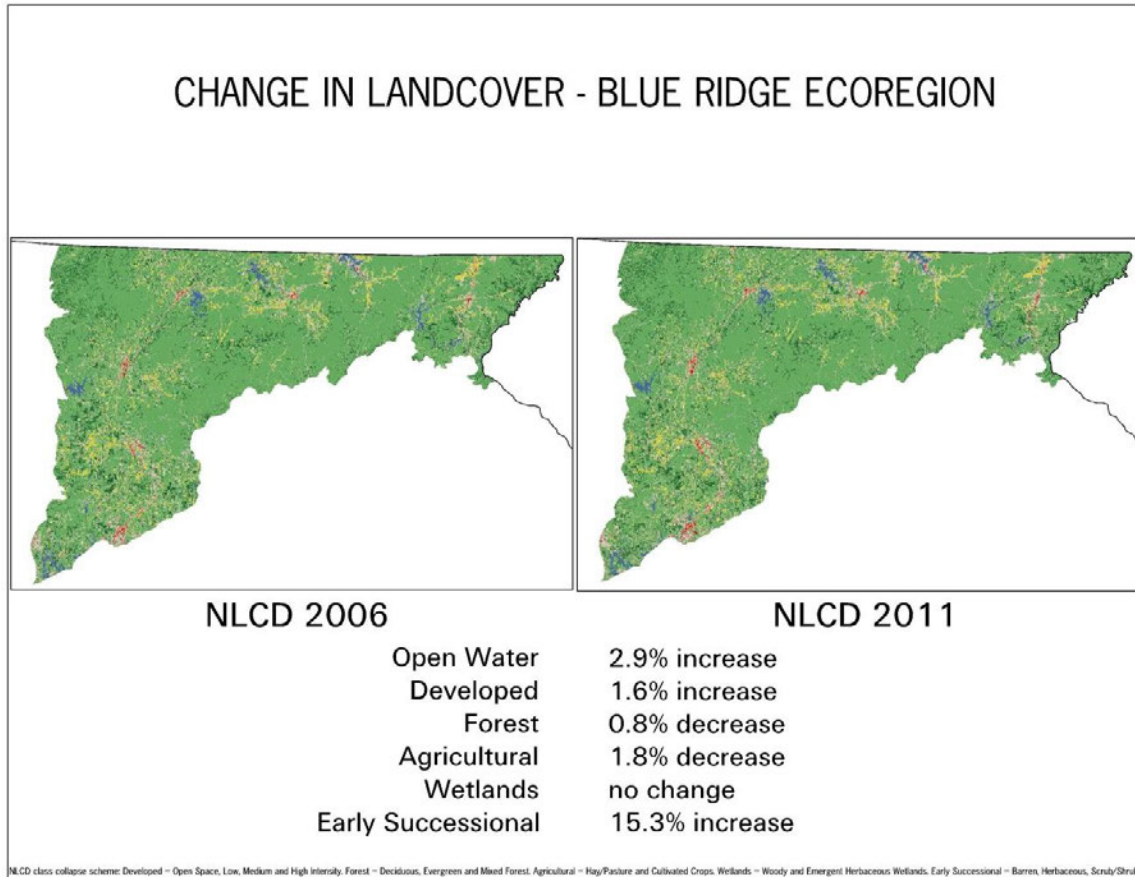 CHANGE IN LANDCOVER - BLUE RIDGE ECOREGION
NLCD 2006 NLCD 2011
Open Water 2.9% increase
Developed 1.6% increase
Forest 0.8% decrease
Agricultural 1.8% decrease
Wetlands no change
Early Successional 15.3% increase
NLCD class collapse scheme: Developed = Open Space, Low, Medium and High Intensity. Forest = Deciduous, Evergreen and Mixed Forest. Agricultural = Hay/Pasture and Cultivated Crops. Wetlands = Woody and Emergent Herbaceous Wetlands. Early Successional = Barren, Herbaceous, Scrub/Shru